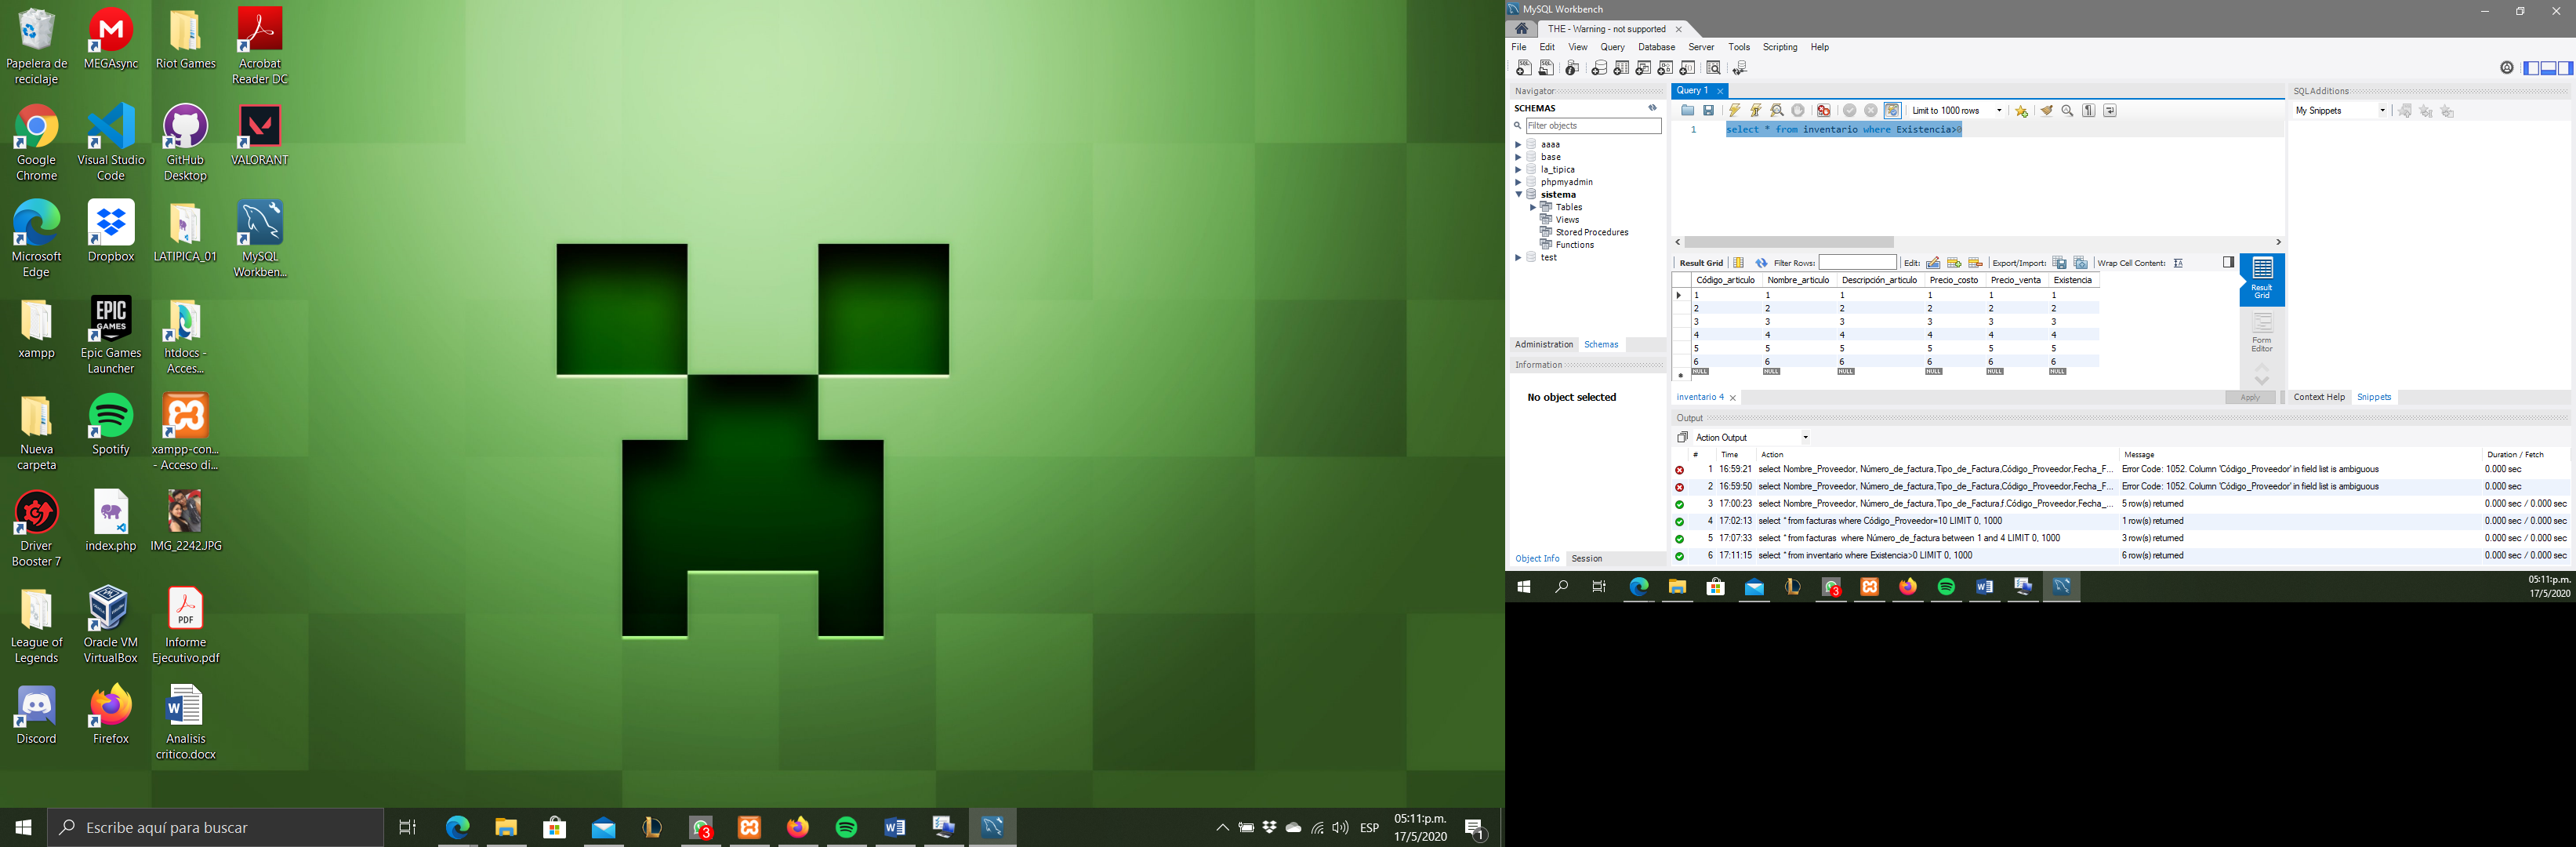 Papelera de reciclaje
MEGAsync
Riot Games
Acrobat Reader DC
Google Chrome
Visual Studio Code
GitHub Desktop
VALORANT
Microsoft Edge
Dropbox
LATIPICA_01
MySQL Workben...
xampp
Epic Games Launcher
htdocs - Acces...
Nueva carpeta
Spotify
xampp-con... - Acceso di...
Driver Booster 7
index.php
IMG_2242.JPG
League of Legends
Oracle VM VirtualBox
Informe Ejecutivo.pdf
Discord
Firefox
Analisis critico.docx
EPIC GAMES
PDF
Escribe aquí para buscar
3
ESP
05:11:p.m.
17/5/2020
1
MySQL Workbench
THE - Warning - not supported
File Edit View Query Database Server Tools Scripting Help
Navigator
SCHEMAS
Filter objects
aaaa
base
la_tipica
phpmyadmin
sistema
Tables
Views
Stored Procedures
Functions
test
Administration Schemas
Information
No object selected
Object Info Session
Query 1
Limit to 1000 rows
1 select * from inventario where Existencia>0
Result Grid Filter Rows: Edit: Export/Import: Wrap Cell Content:
Código_articulo Nombre_articulo Descripción_articulo Precio_costo Precio_venta Existencia
1 1 1 1 1 1
2 2 2 2 2 2
3 3 3 3 3 3
4 4 4 4 4 4
5 5 5 5 5 5
6 6 6 6 6 6
NULL NULL NULL NULL NULL NULL
Result Grid
Form Editor
inventario 4
Apply
SQLAdditions
My Snippets
Context Help Snippets
Output
Action Output
# Time Action Message Duration / Fetch
1 16:59:21 select Nombre_Proveedor, Número_de_factura,Tipo_de_Factura,Código_Proveedor,Fecha_F... Error Code: 1052. Column 'Código_Proveedor' in field list is ambiguous 0.000 sec
2 16:59:50 select Nombre_Proveedor, Número_de_factura,Tipo_de_Factura,Código_Proveedor,Fecha_F... Error Code: 1052. Column 'Código_Proveedor' in field list is ambiguous 0.000 sec
3 17:00:23 select Nombre_Proveedor, Número_de_factura,Tipo_de_Factura,f.Código_Proveedor,Fecha_... 5 row(s) returned 0.000 sec / 0.000 sec
4 17:02:13 select * from facturas where Código_Proveedor=10 LIMIT 0, 1000 1 row(s) returned 0.000 sec / 0.000 sec
5 17:07:33 select * from facturas  where Número_de_factura between 1 and 4 LIMIT 0, 1000 3 row(s) returned 0.000 sec / 0.000 sec
6 17:11:15 select * from inventario where Existencia>0 LIMIT 0, 1000 6 row(s) returned 0.000 sec / 0.000 sec
3
05:11:p.m.
17/5/2020